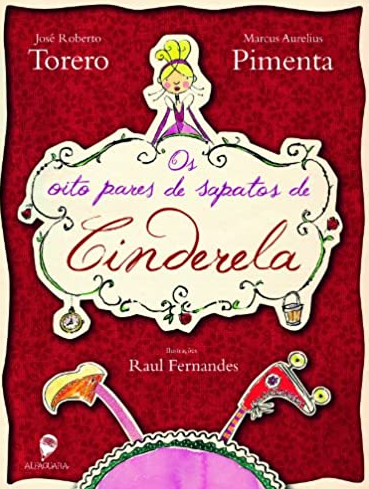 José Roberto
Torero
Marcus Aurelius
Pimenta
Os
oito pares de sapatos de
Cinderela
Ilustrações
Raul Fernandes
ALFAGUARA